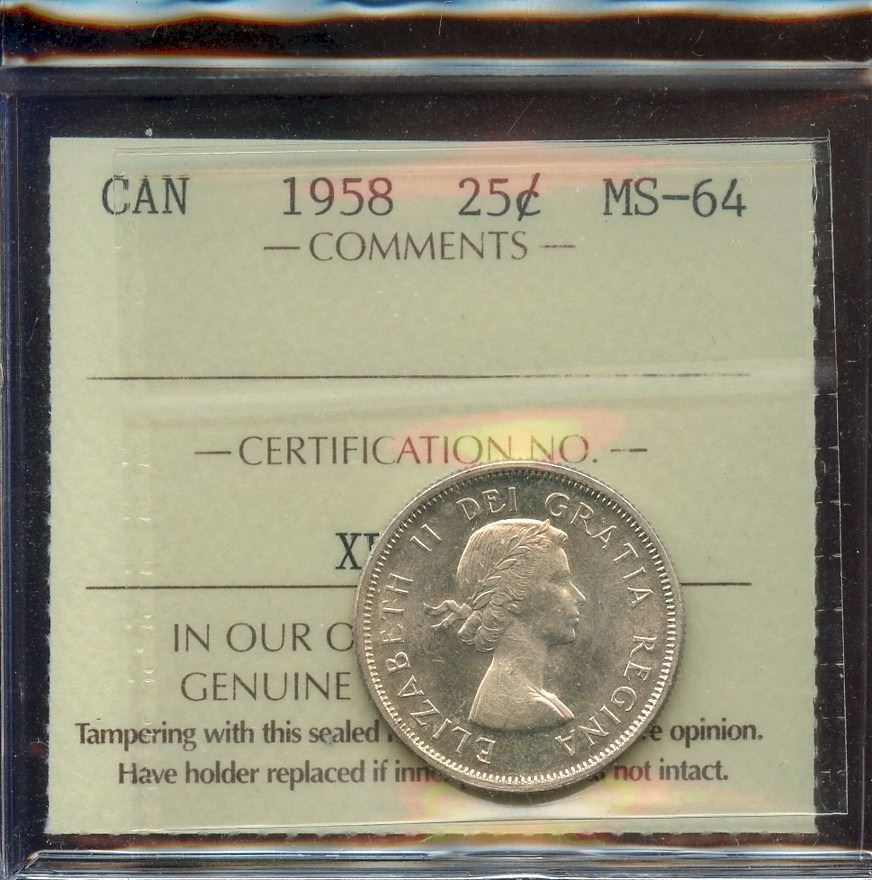 CAN 1958 25¢ MS-64
— COMMENTS —
— CERTIFICATION NO. —
IN OUR
GENUINE
Tampering with this sealed opinion.
Have holder replaced if not intact.
ELIZABETH II DEI GRATIA REGINA